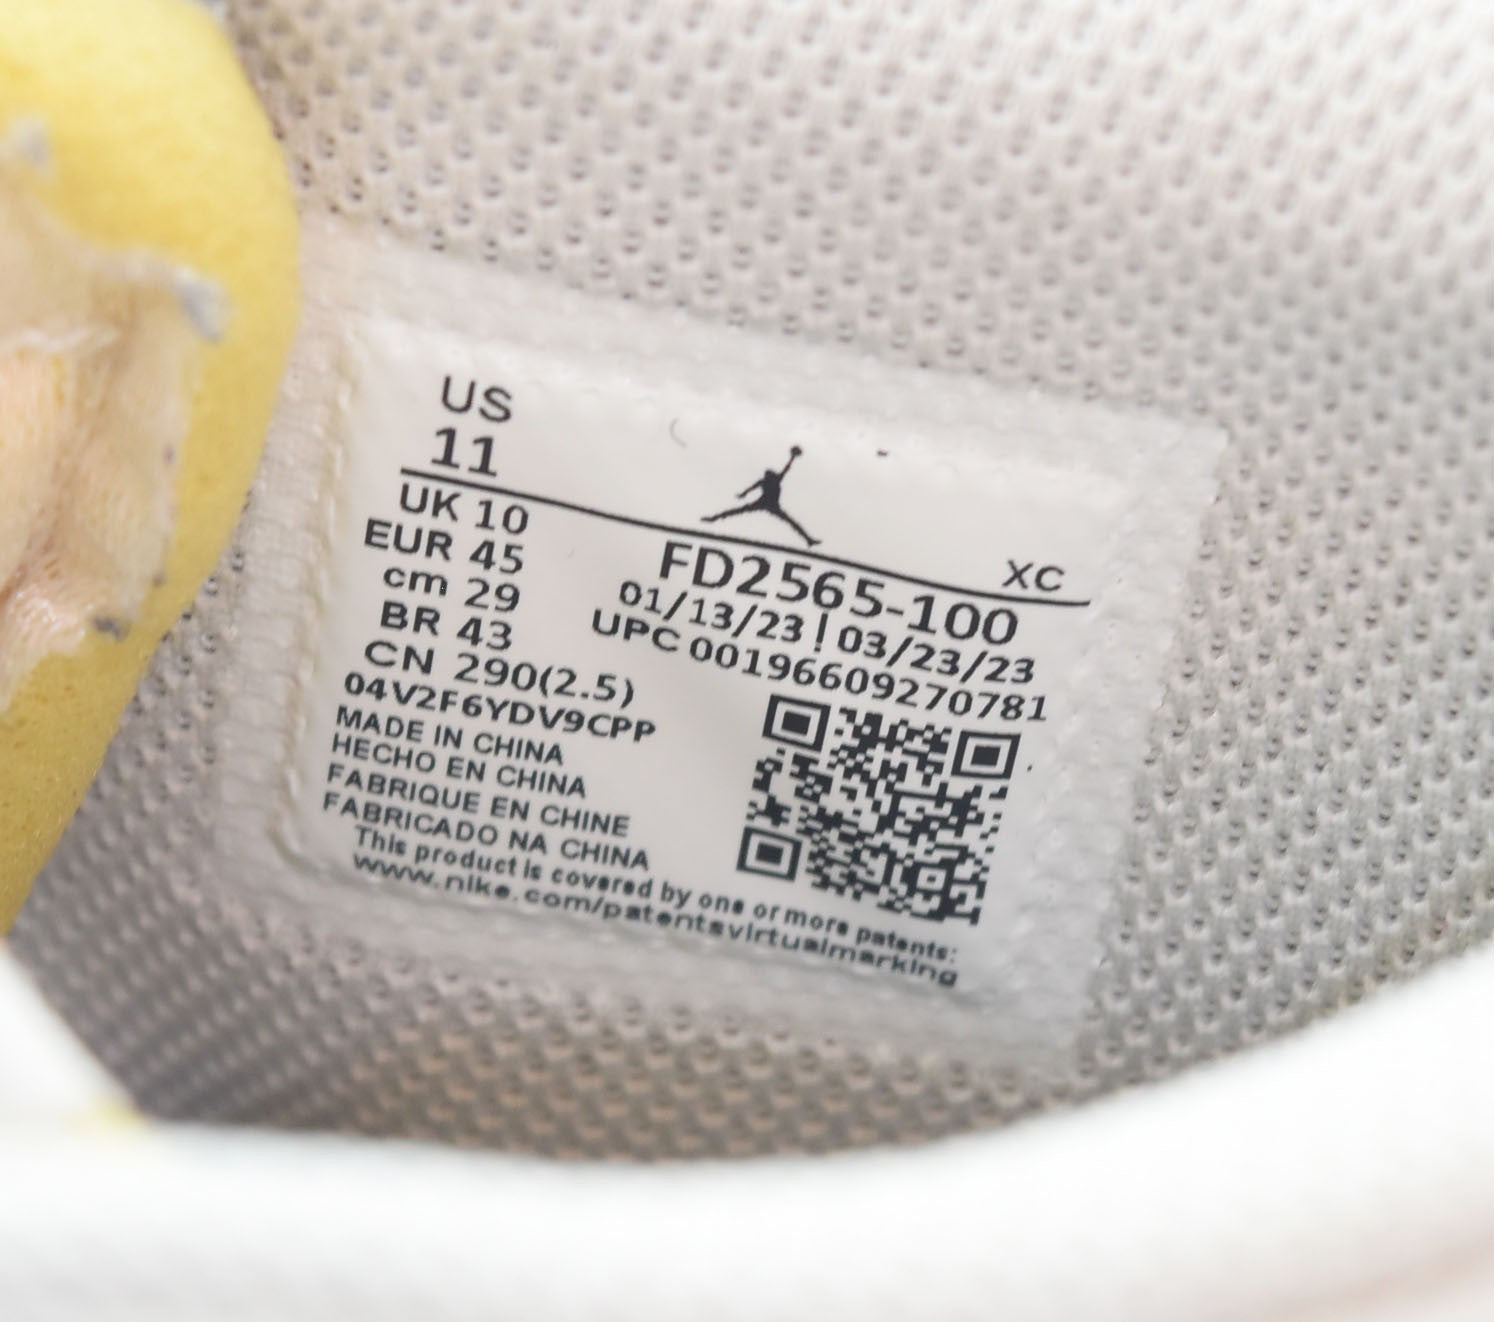 US
11
UK 10
EUR 45
cm 29
BR 43
CN 290(2.5)
04V2F6YDV9CPP
XC
FD2565-100
01/13/23 | 03/23/23
UPC 00196609270781
MADE IN CHINA
HECHO EN CHINA
FABRIQUE EN CHINE
FABRICADO NA CHINA
This product is covered by one or more patents:
www.nike.com/patentsvirtualmarking